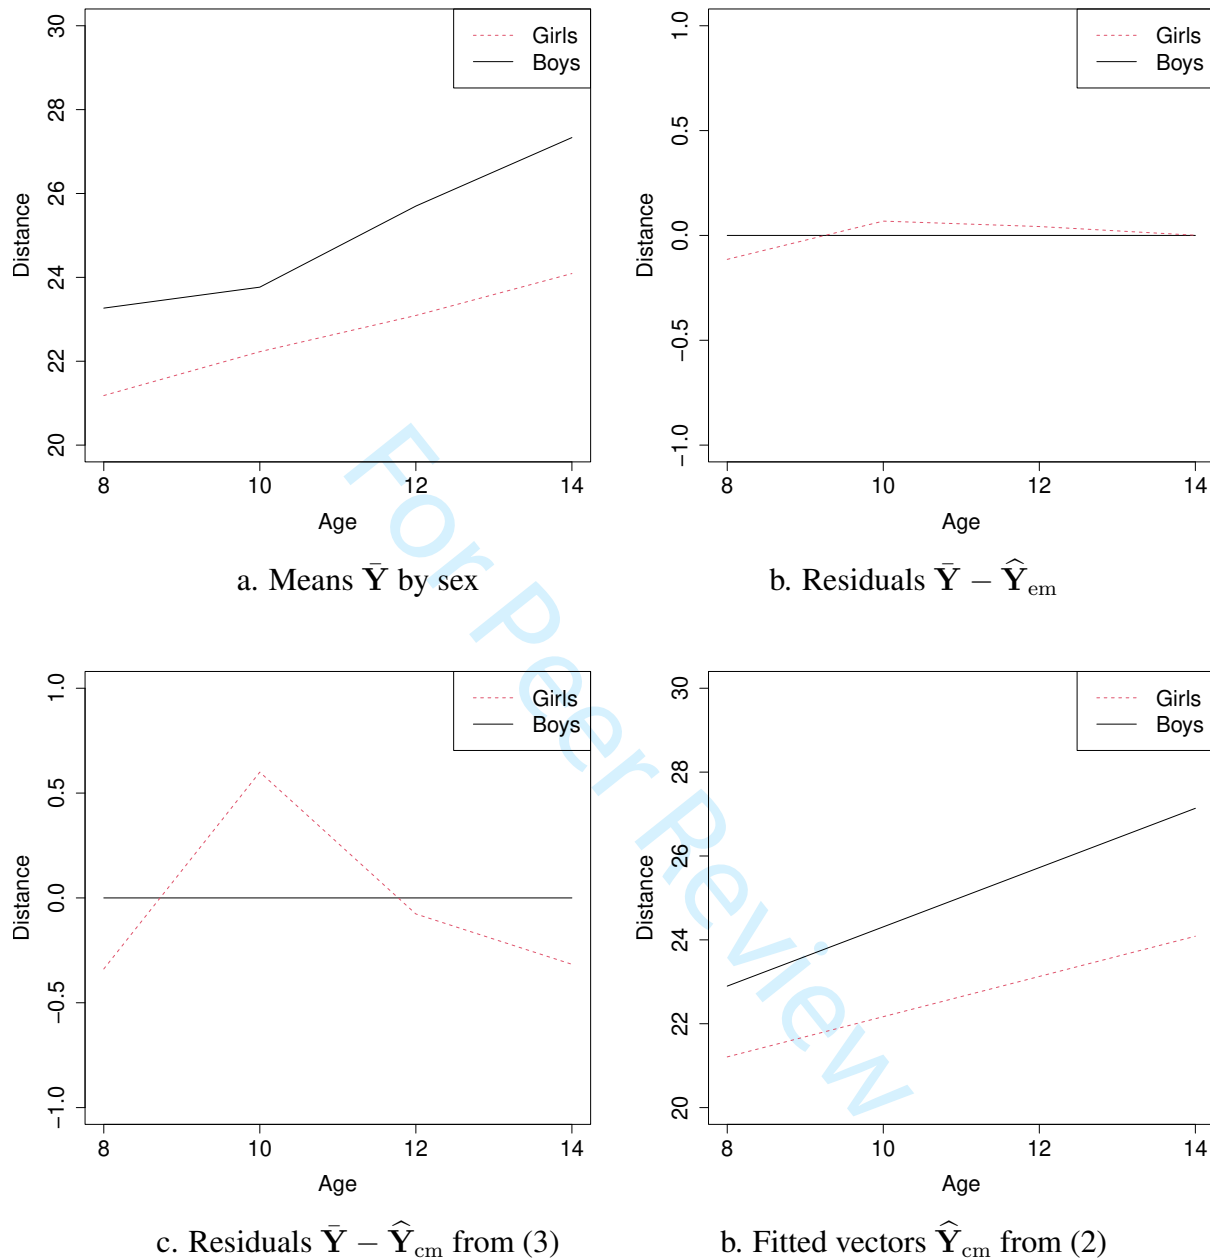 Girls
Boys
30
28
26
24
22
20
Distance
8 10 12 14
Age
a. Means Ȳ by sex
Girls
Boys
1.0
0.5
0.0
−0.5
−1.0
Distance
8 10 12 14
Age
b. Residuals Ȳ − Ŷem
Girls
Boys
1.0
0.5
0.0
−0.5
−1.0
Distance
8 10 12 14
Age
c. Residuals Ȳ − Ŷcm from (3)
Girls
Boys
30
28
26
24
22
20
Distance
8 10 12 14
Age
b. Fitted vectors Ŷcm from (2)
For Peer Review